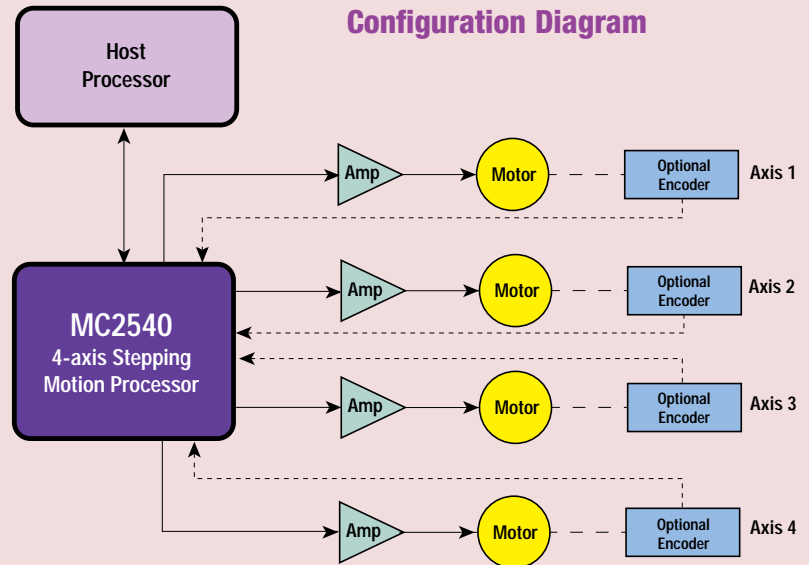 Configuration Diagram
Host
Processor
Amp
Motor
Optional
Encoder
Axis 1
MC2540
4-axis Stepping
Motion Processor
Amp
Motor
Optional
Encoder
Axis 2
Amp
Motor
Optional
Encoder
Axis 3
Amp
Motor
Optional
Encoder
Axis 4